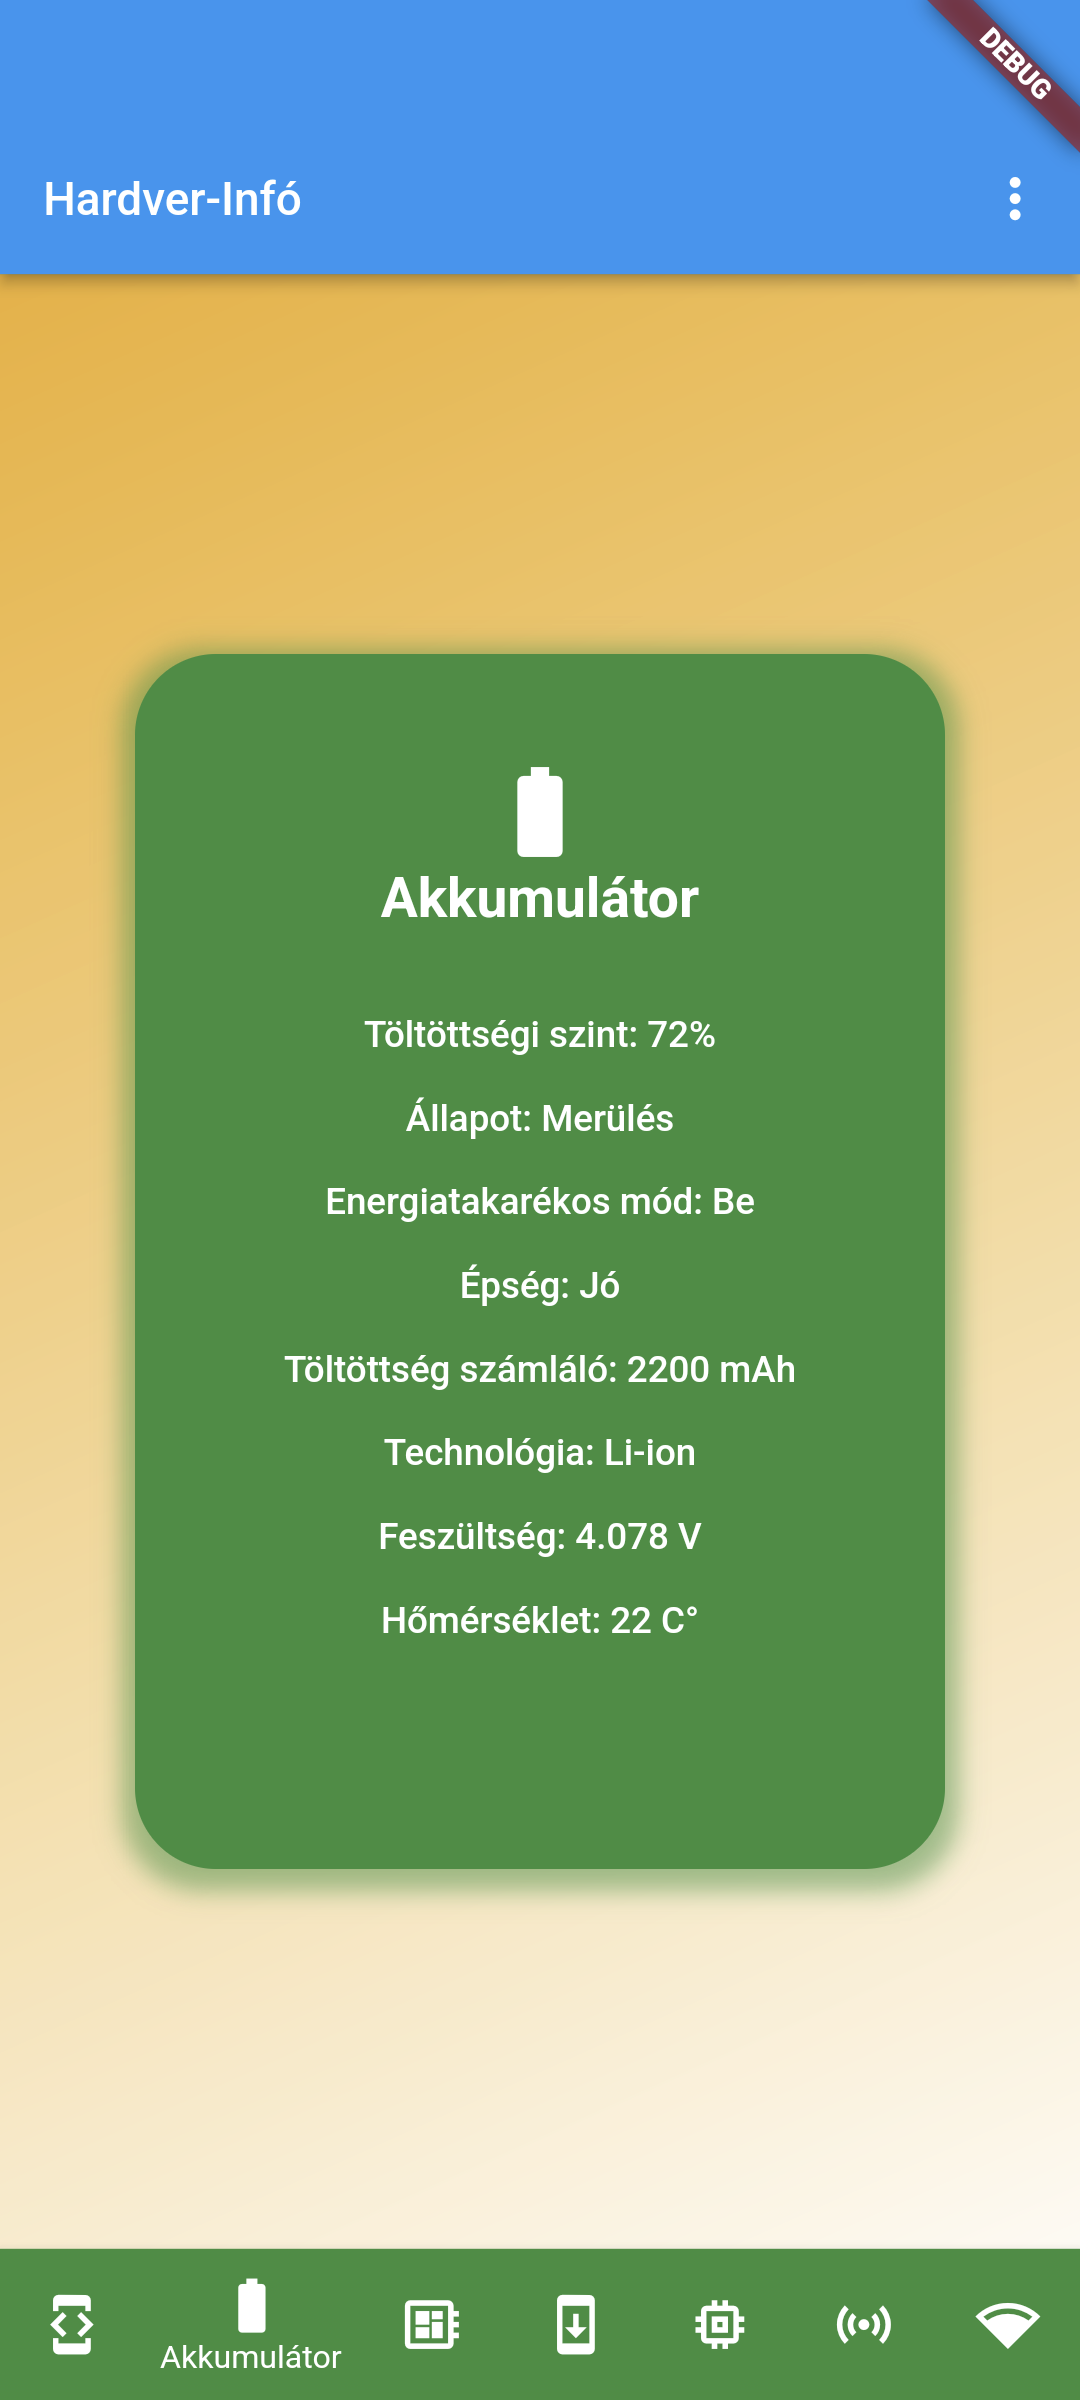 DEBUG
Hardver-Infó
Akkumulátor
Töltöttségi szint: 72%
Állapot: Merülés
Energiatakarékos mód: Be
Épség: Jó
Töltöttség számláló: 2200 mAh
Technológia: Li-ion
Feszültség: 4.078 V
Hőmérséklet: 22 C°
Akkumulátor